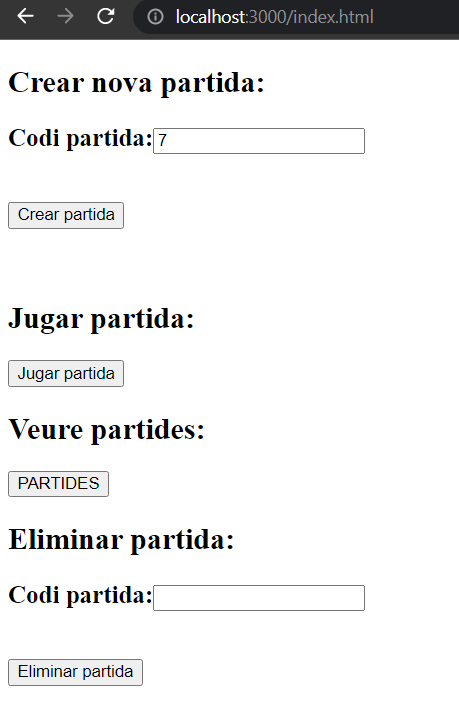 localhost:3000/index.html
Crear nova partida:
Codi partida: 7
Crear partida
Jugar partida:
Jugar partida
Veure partides:
PARTIDES
Eliminar partida:
Codi partida:
Eliminar partida